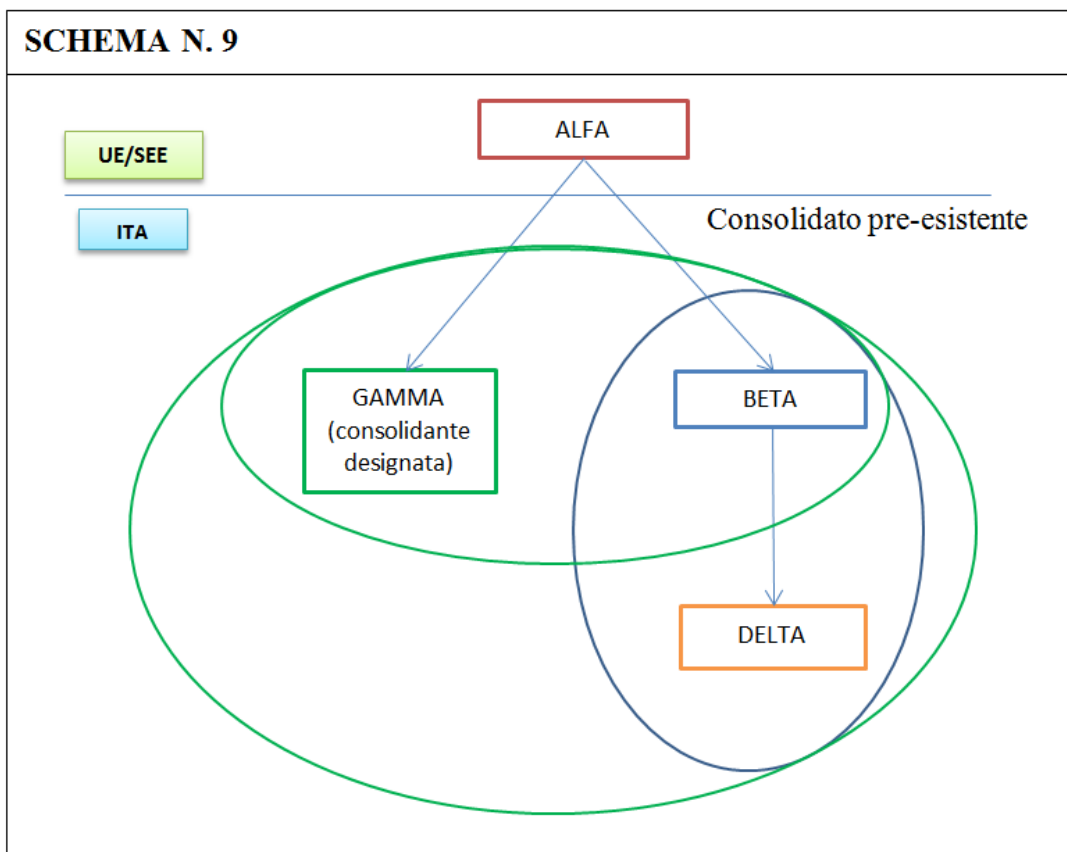 SCHEMA N. 9
ALFA
UE/SEE
ITA
Consolidato pre-esistente
GAMMA
(consolidante
designata)
BETA
DELTA